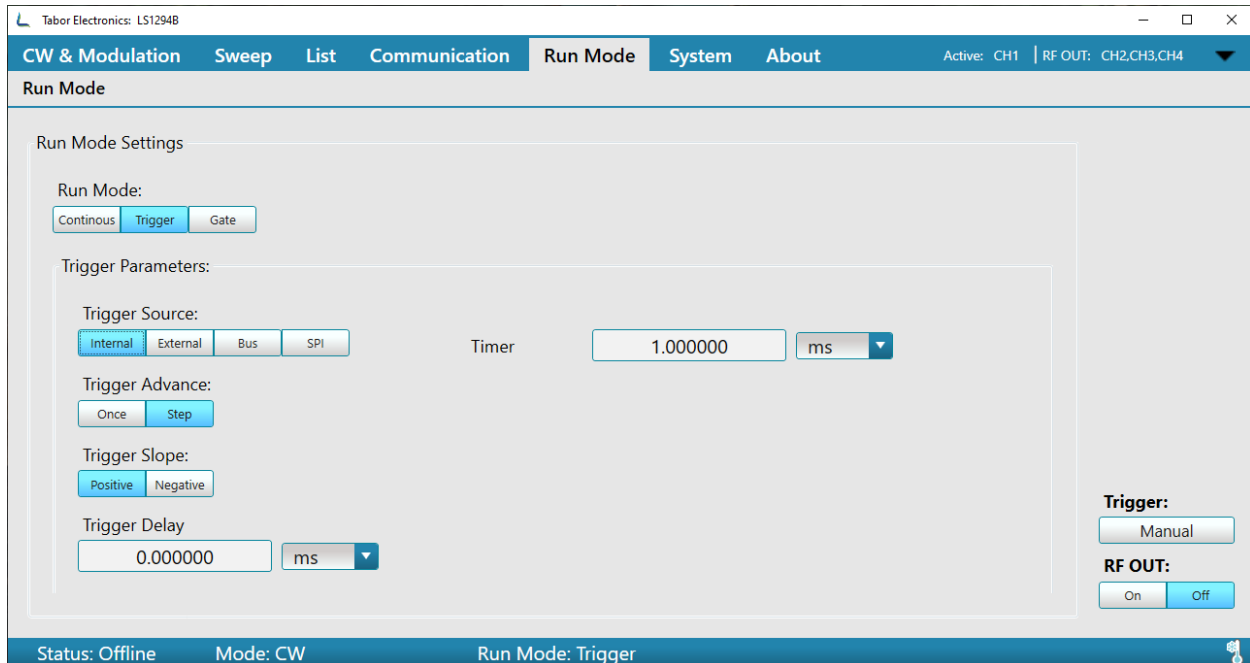 Tabor Electronics: LS1294B
CW & Modulation Sweep List Communication Run Mode System About Active: CH1 RF OUT: CH2,CH3,CH4
Run Mode
Run Mode Settings
Run Mode:
Continous Trigger Gate
Trigger Parameters:
Trigger Source:
Internal External Bus SPI Timer 1.000000 ms
Trigger Advance:
Once Step
Trigger Slope:
Positive Negative
Trigger Delay
0.000000 ms
Trigger:
Manual
RF OUT:
On Off
Status: Offline Mode: CW Run Mode: Trigger